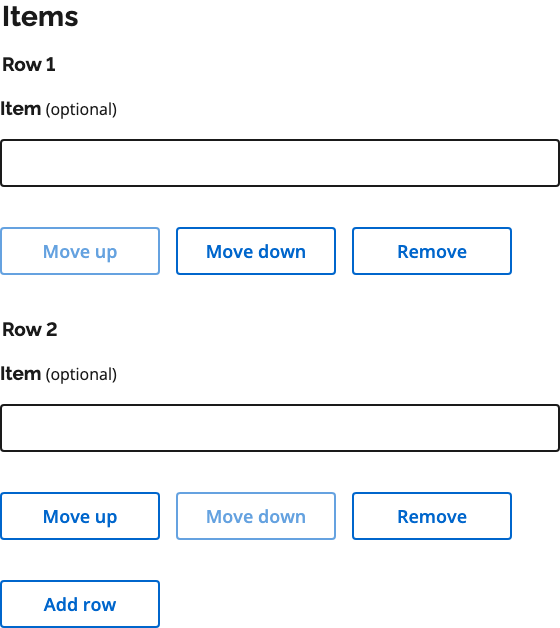 Items
Row 1
Item (optional)
Move up Move down Remove
Row 2
Item (optional)
Move up Move down Remove
Add row